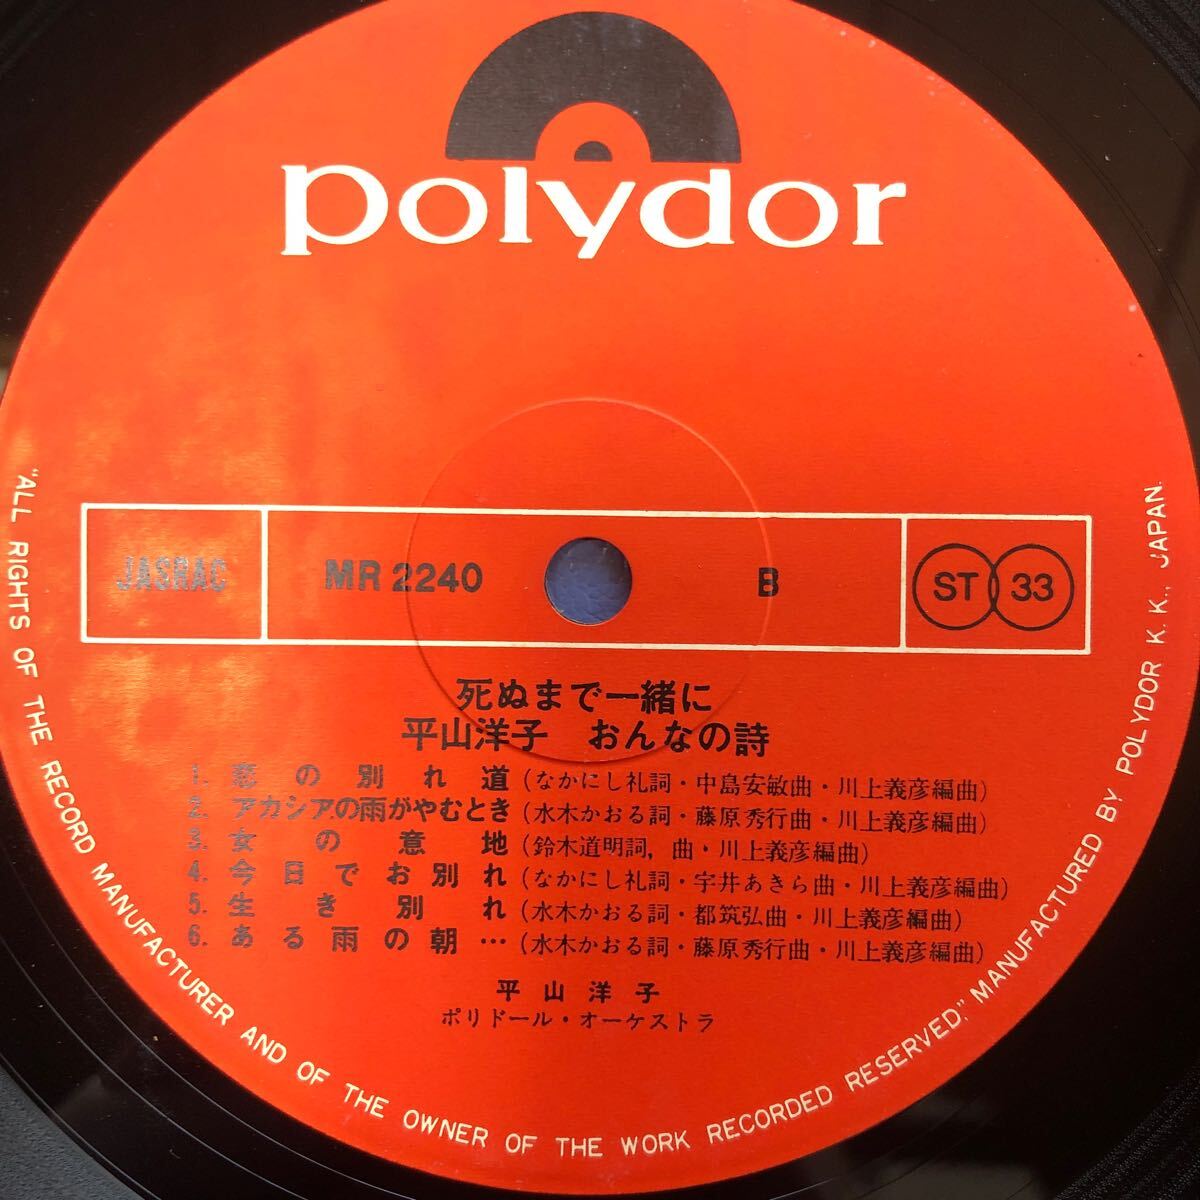 polydor
JASRAC MR 2240 B ST 33
死ぬまで一緒に
平山洋子 おんなの詩
1. 恋の別れ道 (なかにし礼詞・中島安敏曲・川上義彦編曲)
2. アカシアの雨がやむとき (水木かおる詞・藤原秀行曲・川上義彦編曲)
3. 女の意地 (鈴木道明詞, 曲・川上義彦編曲)
4. 今日でお別れ (なかにし礼詞・宇井あきら曲・川上義彦編曲)
5. 生き別れ (水木かおる詞・都筑弘曲・川上義彦編曲)
6. ある雨の朝… (水木かおる詞・藤原秀行曲・川上義彦編曲)
平山洋子
ポリドール・オーケストラ
"ALL RIGHTS OF THE RECORD MANUFACTURER AND OF THE OWNER OF THE WORK RECORDED RESERVED," MANUFACTURED BY POLYDOR K. K., JAPAN.